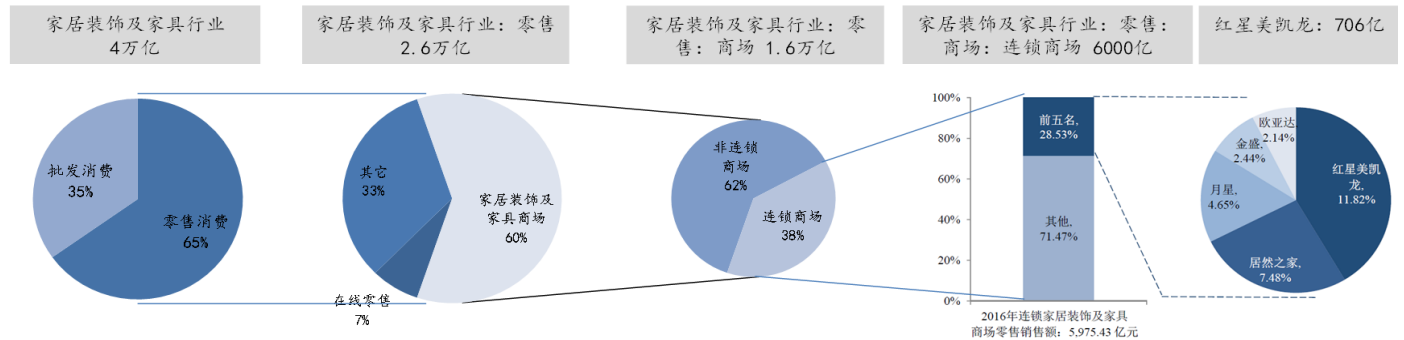 家居装饰及家具行业
4万亿
家居装饰及家具行业：零售
2.6万亿
家居装饰及家具行业：零
售：商场 1.6万亿
家居装饰及家具行业：零售：
商场：连锁商场 6000亿
红星美凯龙：706亿
批发消费
35%
零售消费
65%
其它
33%
家居装饰及
家具商场
60%
在线零售
7%
非连锁
商场
62%
连锁商场
38%
100%
80%
60%
40%
20%
0%
前五名,
28.53%
其他,
71.47%
2016年连锁家居装饰及家具
商场零售销售额：5,975.43 亿元
欧亚达,
2.14%
金盛,
2.44%
月星,
4.65%
居然之家,
7.48%
红星美凯
龙,
11.82%